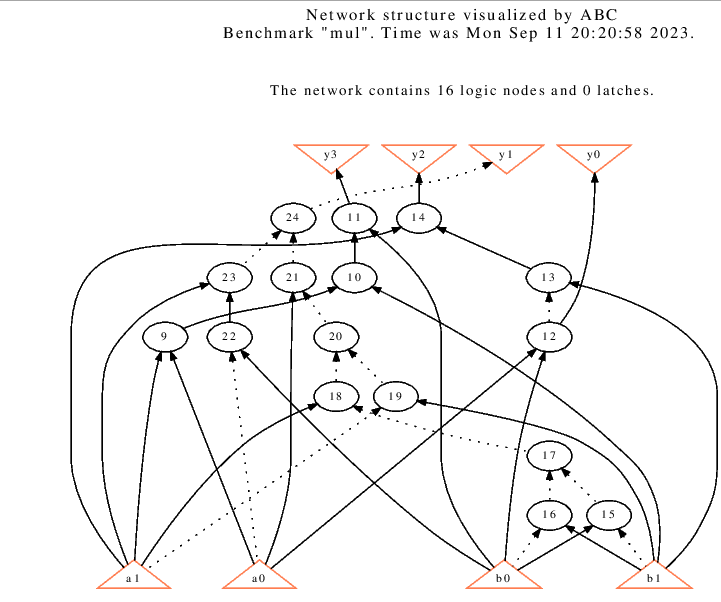 Network structure visualized by ABC
Benchmark "mul". Time was Mon Sep 11 20:20:58 2023.
The network contains 16 logic nodes and 0 latches.
y3 y2 y1 y0
24 11 14
23 21 10 13
9 22 20 12
18 19
17
16 15
a1 a0 b0 b1